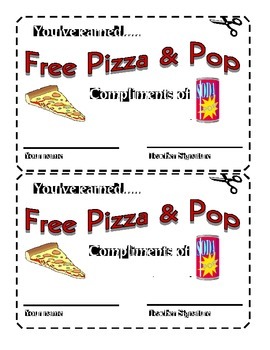 You've earned.....
Free Pizza & Pop
Compliments of
SODA
Your name
Teacher Signature
You've earned.....
Free Pizza & Pop
Compliments of
SODA
Your name
Teacher Signature